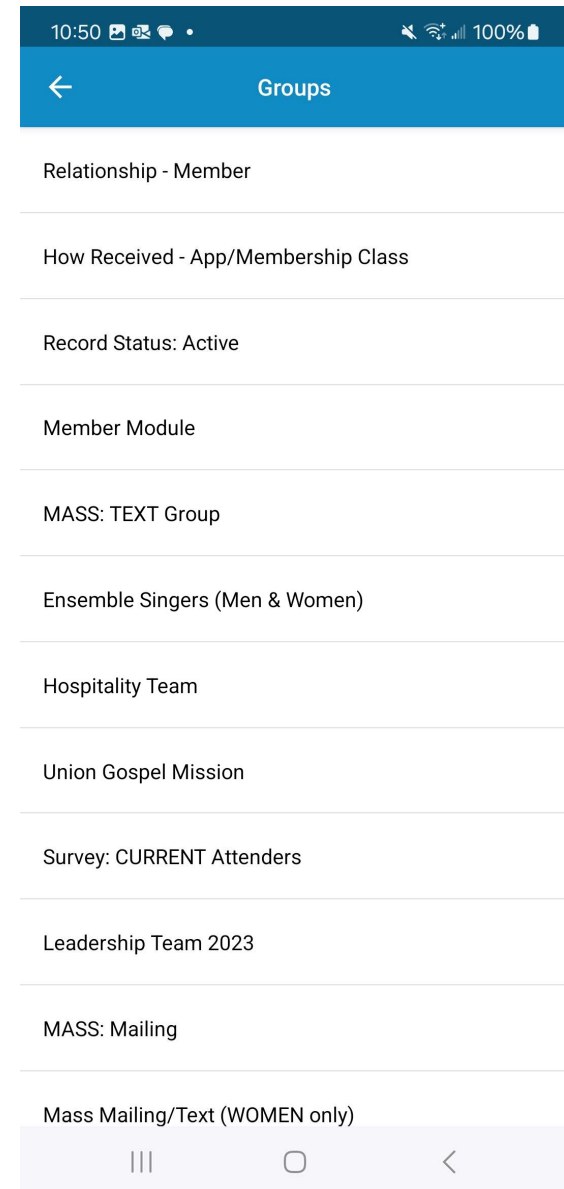 10:50 100%
Groups
Relationship - Member
How Received - App/Membership Class
Record Status: Active
Member Module
MASS: TEXT Group
Ensemble Singers (Men & Women)
Hospitality Team
Union Gospel Mission
Survey: CURRENT Attenders
Leadership Team 2023
MASS: Mailing
Mass Mailing/Text (WOMEN only)